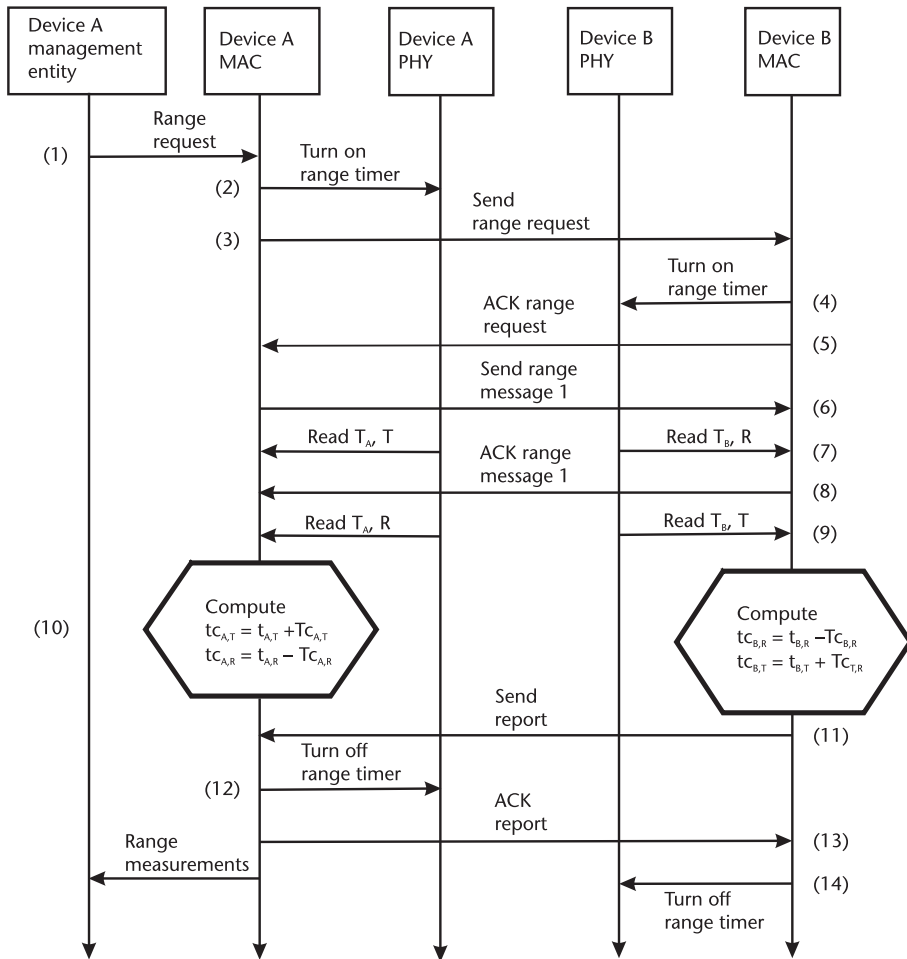 Device A
management
entity
Device A
MAC
Device A
PHY
Device B
PHY
Device B
MAC
Range
request
(1)
Turn on
range timer
(2)
Send
range request
(3)
Turn on
range timer
(4)
ACK range
request
(5)
Send range
message 1
(6)
Read T_A, T
Read T_B, R
(7)
ACK range
message 1
(8)
Read T_A, R
Read T_B, T
(9)
(10)
Compute
tc_A,T = t_A,T +Tc_A,T
tc_A,R = t_A,R – Tc_A,R
Compute
tc_B,R = t_B,R –Tc_B,R
tc_B,T = t_B,T + Tc_T,R
Send
report
(11)
Turn off
range timer
(12)
ACK
report
(13)
Range
measurements
(14)
Turn off
range timer